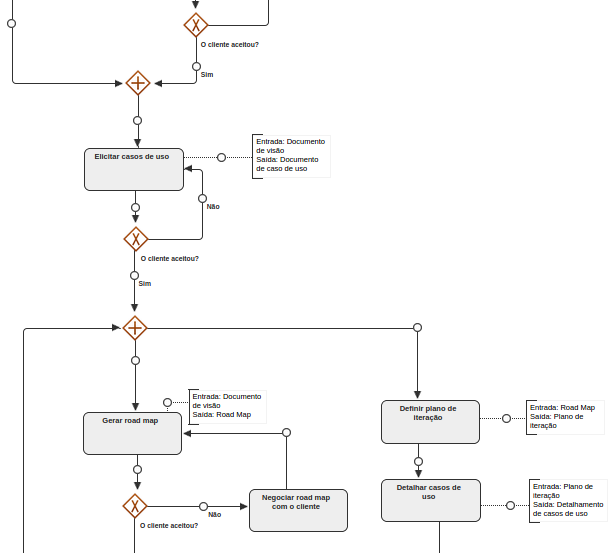 O cliente aceitou?
Sim
Elicitar casos de uso
Entrada: Documento
de visão
Saída: Documento
de caso de uso
Não
O cliente aceitou?
Sim
Entrada: Documento
de visão
Saída: Road Map
Gerar road map
Definir plano de
iteração
Entrada: Road Map
Saída: Plano de
iteração
Detalhar casos de
uso
Entrada: Plano de
iteração
Saída: Detalhamento
de casos de uso
Negociar road map
com o cliente
Não
O cliente aceitou?